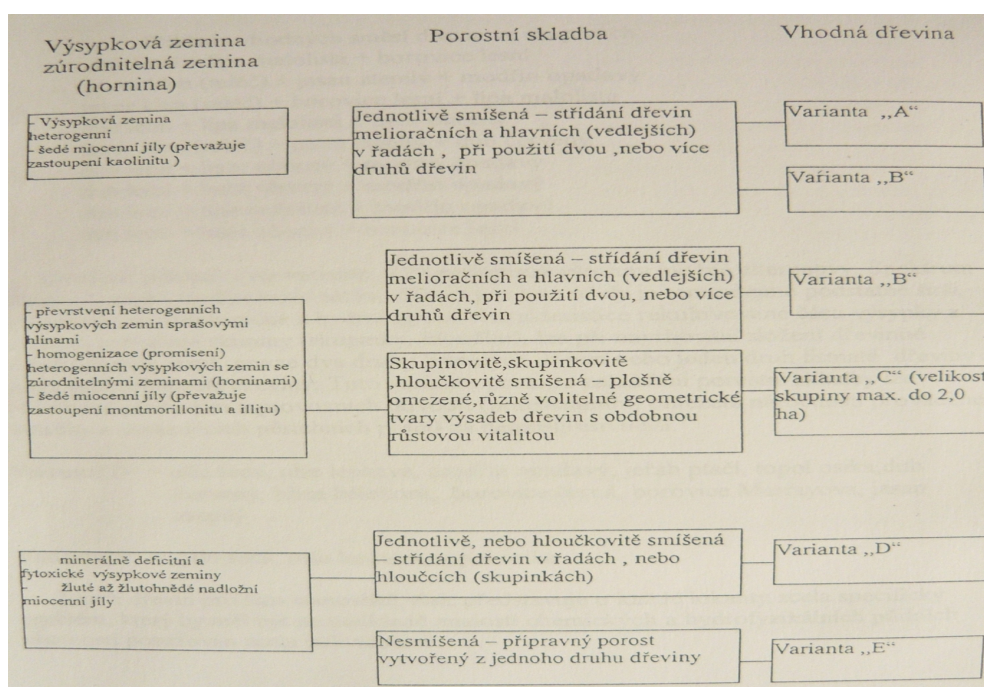 Výsypková zemina
zúrodnitelná zemina
(hornina)
Porostní skladba
Vhodná dřevina
- Výsypková zemina
heterogenní
- šedé miocenní jíly (převažuje
zastoupení kaolinitu )
Jednotlivě smíšená – střídání dřevin
melioračních a hlavních (vedlejších)
v řadách , při použití dvou ,nebo více
druhů dřevin
Varianta ,,A“
Varianta ,,B“
- převrstvení heterogenních
výsypkových zemin sprašovými
hlínami
- homogenizace (promísení)
heterogenních výsypkových zemin se
zúrodnitelnými zeminami (horninami)
- šedé miocenní jíly (převažuje
zastoupení montmorillonitu a illitu)
Jednotlivě smíšená – střídání dřevin
melioračních a hlavních (vedlejších)
v řadách, při použití dvou, nebo více
druhů dřevin
Varianta ,,B“
Skupinovitě,skupinkovitě
,hloučkovitě smíšená – plošně
omezené,různě volitelné geometrické
tvary výsadeb dřevin s obdobnou
růstovou vitalitou
Varianta ,,C“ (velikost
skupiny max. do 2,0
ha)
- minerálně deficitní a
fytoxické výsypkové zeminy
- žluté až žlutohnědé nadložní
miocenní jíly
Jednotlivě, nebo hloučkovitě smíšená
– střídání dřevin v řadách , nebo
hloučcích (skupinkách)
Varianta ,,D“
Nesmíšená – přípravný porost
vytvořený z jednoho druhu dřeviny
Varianta ,,E“